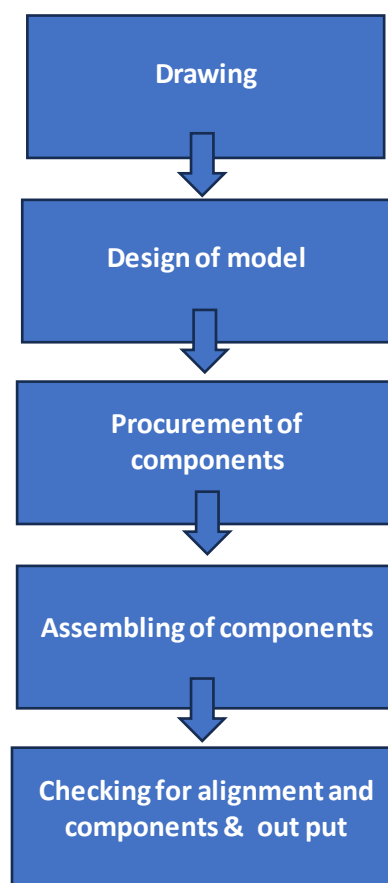 Drawing
Design of model
Procurement of
components
Assembling of components
Checking for alignment and
components & out put